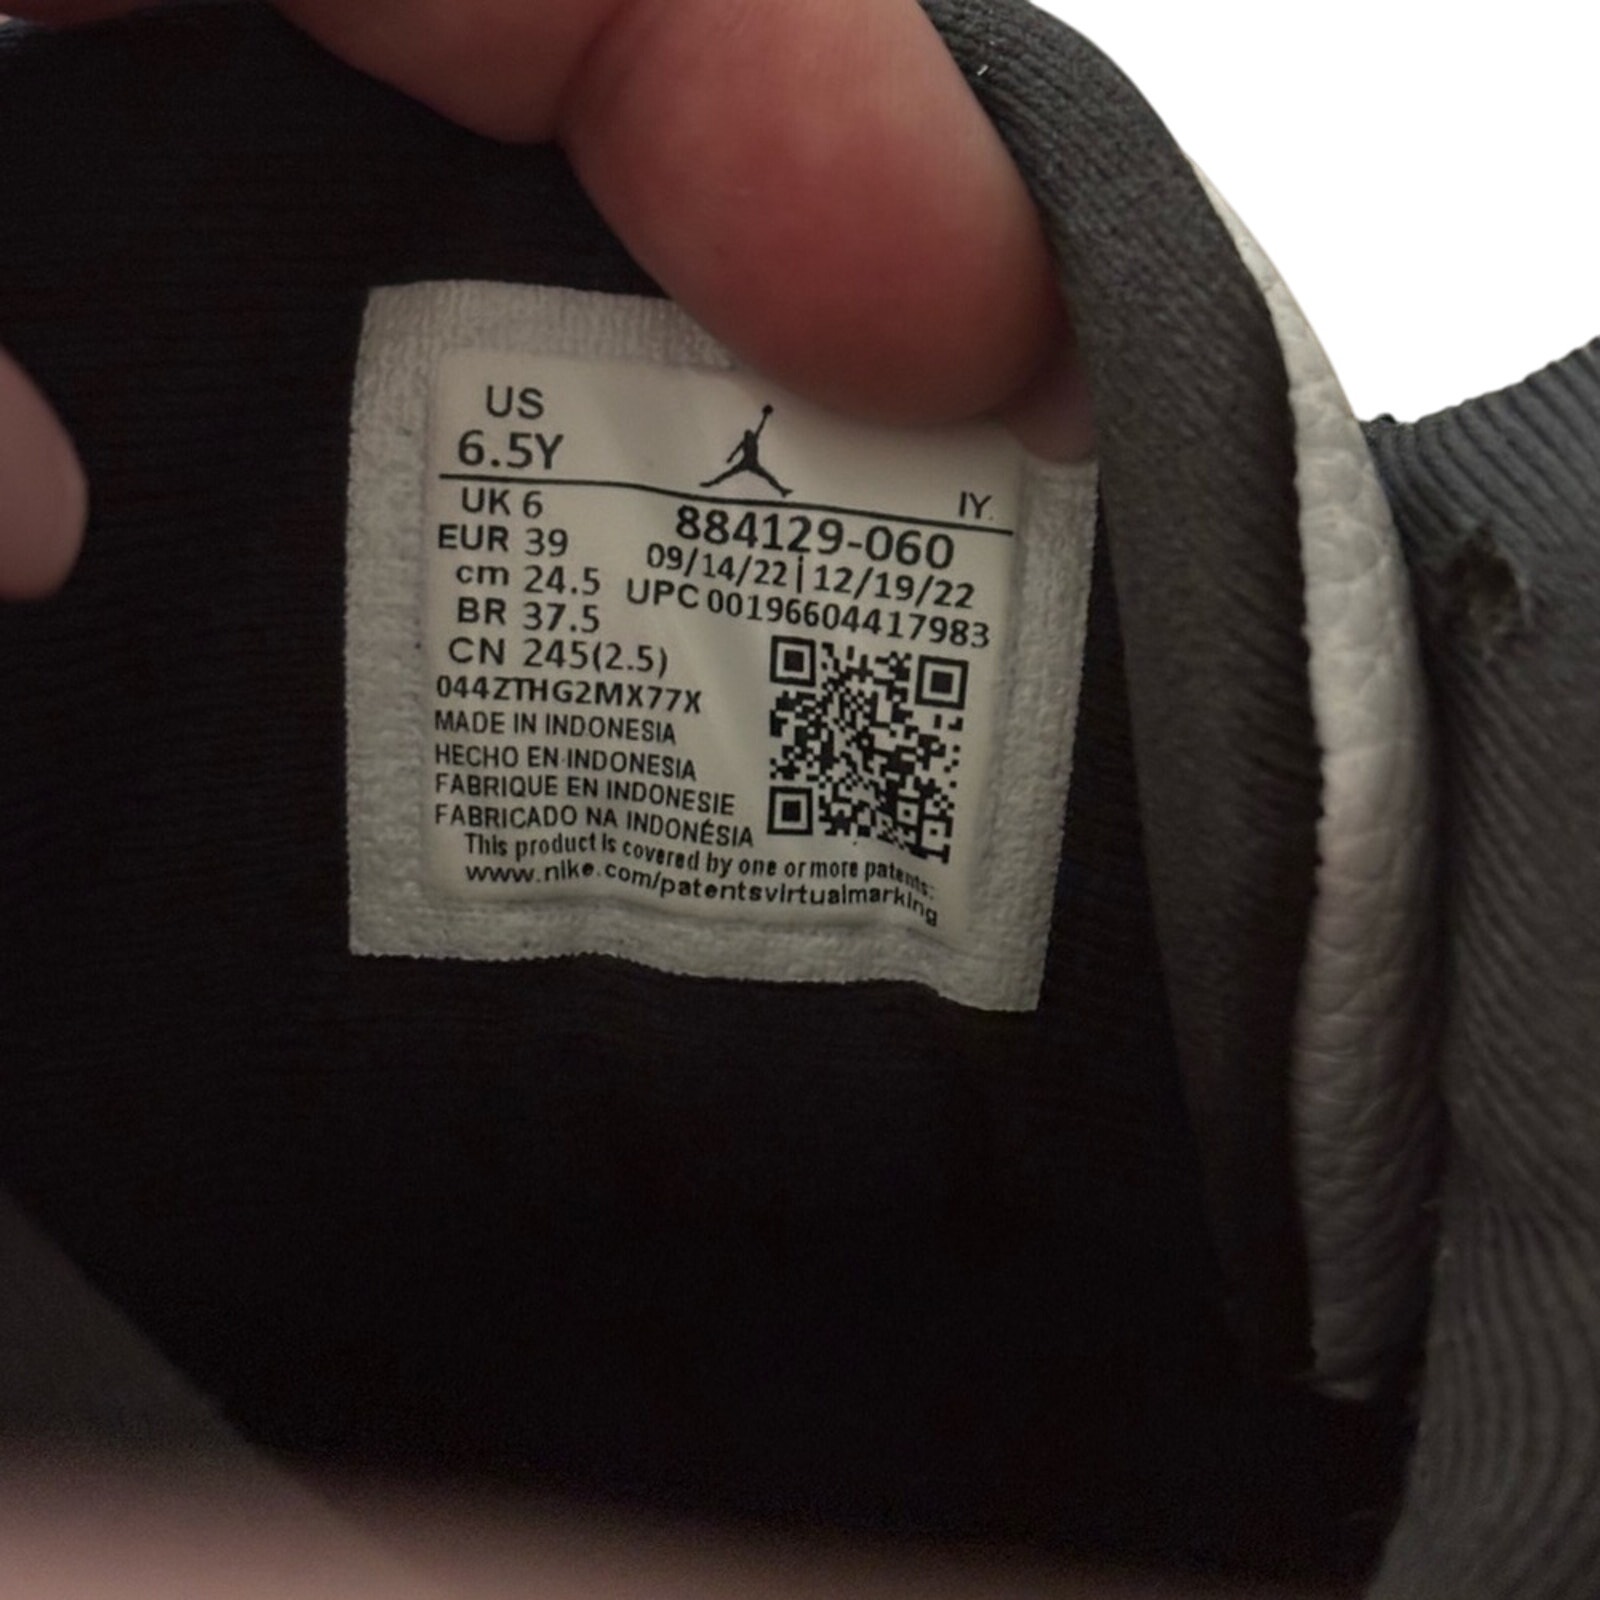 US
6.5Y
IY.
UK 6
EUR 39
cm 24.5
BR 37.5
CN 245(2.5)
884129-060
09/14/22 | 12/19/22
UPC 00196604417983
044ZTHG2MX77X
MADE IN INDONESIA
HECHO EN INDONESIA
FABRIQUE EN INDONESIE
FABRICADO NA INDONÉSIA
This product is covered by one or more patents:
www.nike.com/patentsvirtualmarking